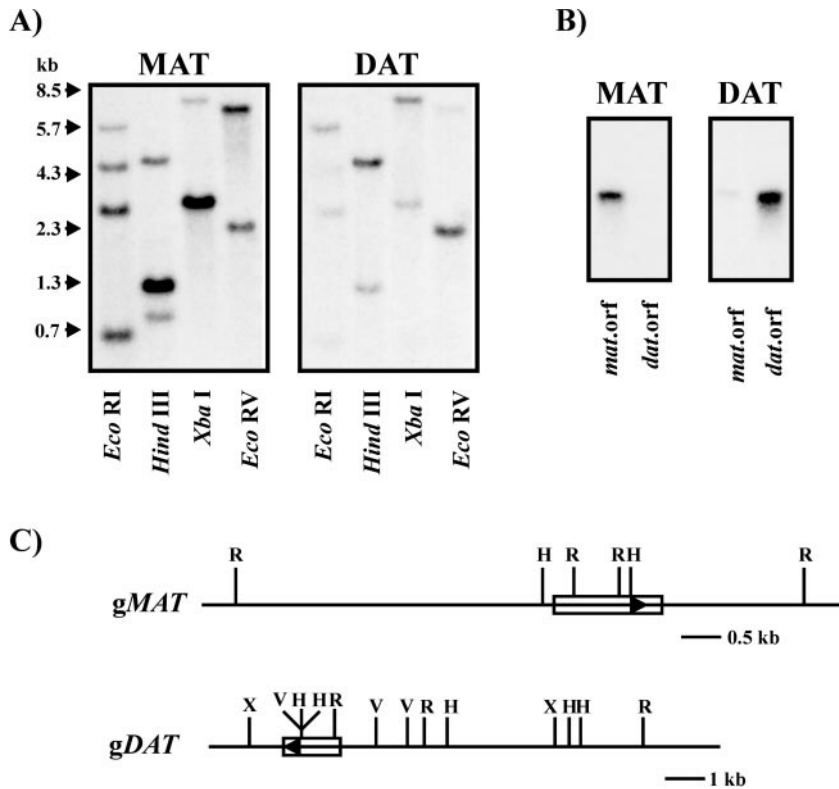 A)
B)
MAT DAT
kb
8.5
5.7
4.3
2.3
1.3
0.7
Eco RI
Hind III
Xba I
Eco RV
Eco RI
Hind III
Xba I
Eco RV
MAT DAT
mat.orf
dat.orf
mat.orf
dat.orf
C)
R H R R H R
gMAT
0.5 kb
X V H H R V V R H X H H R
gDAT
1 kb